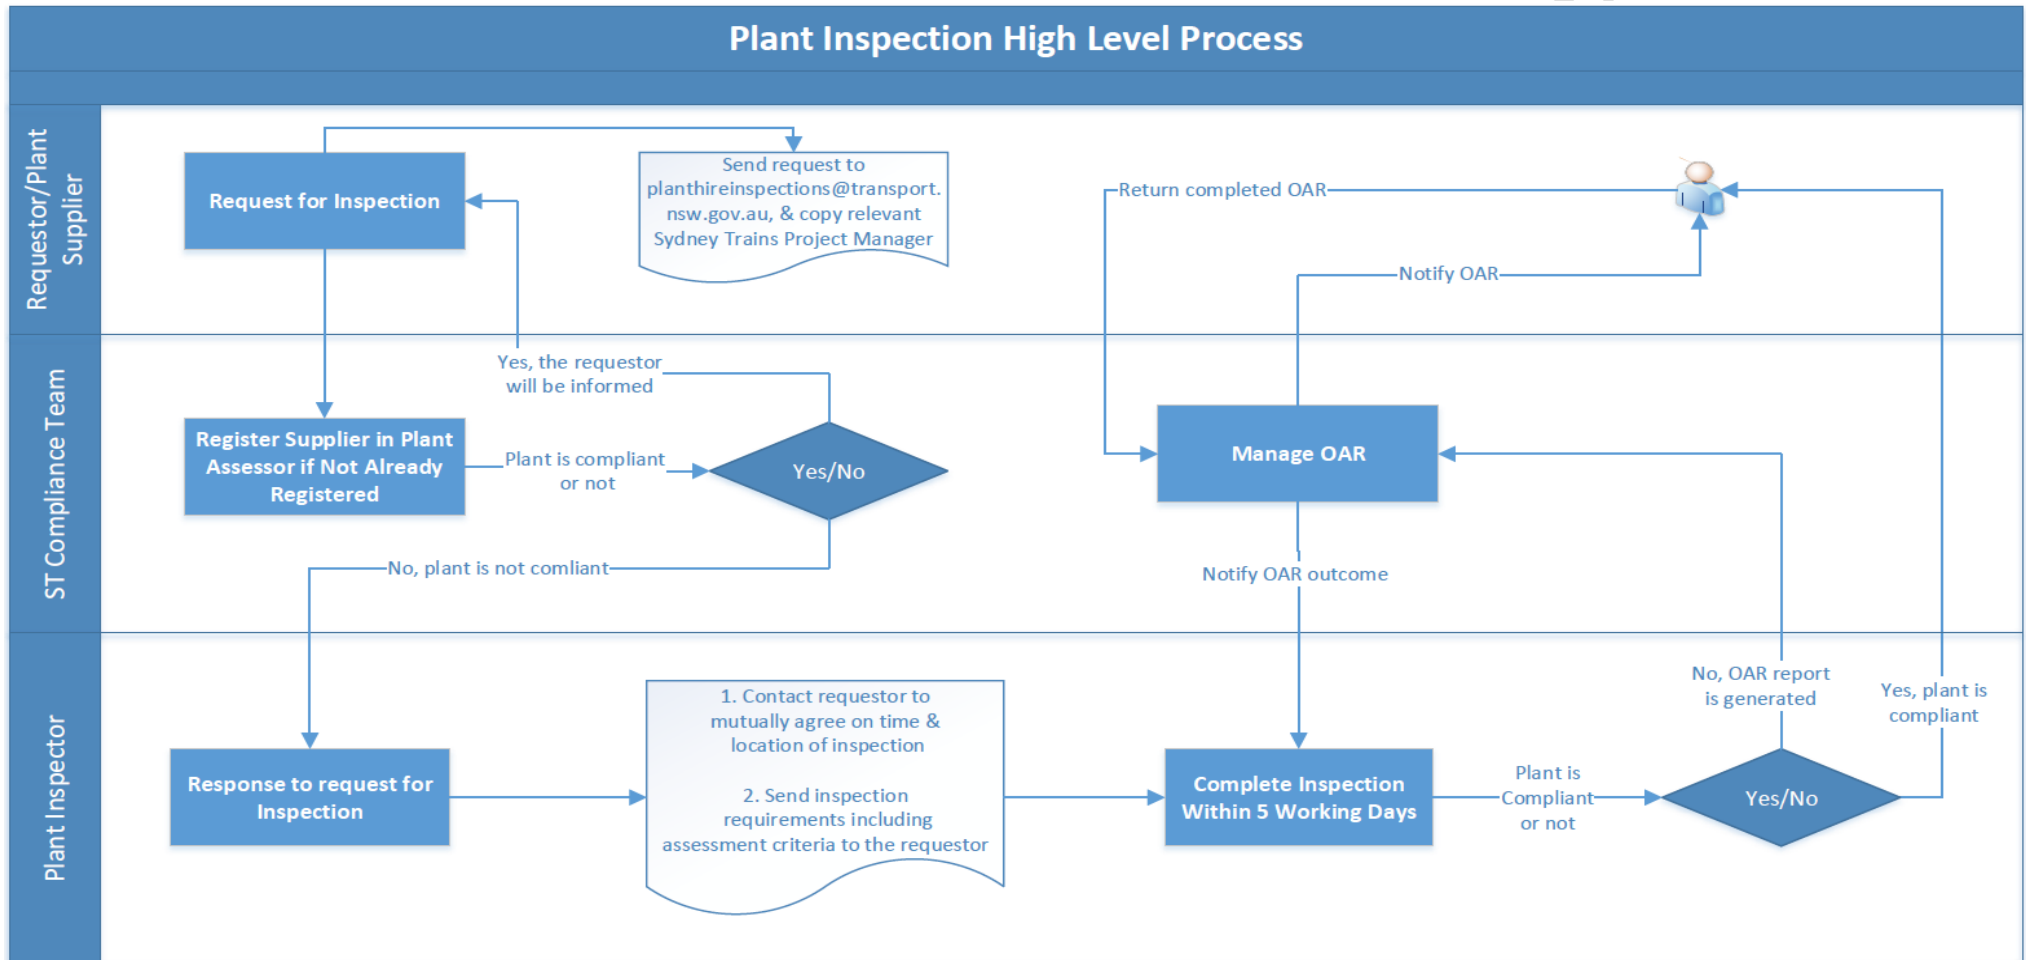 Plant Inspection High Level Process
Requestor/Plant
Supplier
Request for Inspection
Send request to
planthireinspections@transport.
nsw.gov.au, & copy relevant
Sydney Trains Project Manager
Return completed OAR
Notify OAR
ST Compliance Team
Yes, the requestor
will be informed
Register Supplier in Plant
Assessor if Not Already
Registered
Plant is compliant
or not
Yes/No
Manage OAR
No, plant is not comliant
Notify OAR outcome
Plant Inspector
Response to request for
Inspection
1. Contact requestor to
mutually agree on time &
location of inspection
2. Send inspection
requirements including
assessment criteria to the requestor
Complete Inspection
Within 5 Working Days
Plant is
Compliant
or not
Yes/No
No, OAR report
is generated
Yes, plant is
compliant